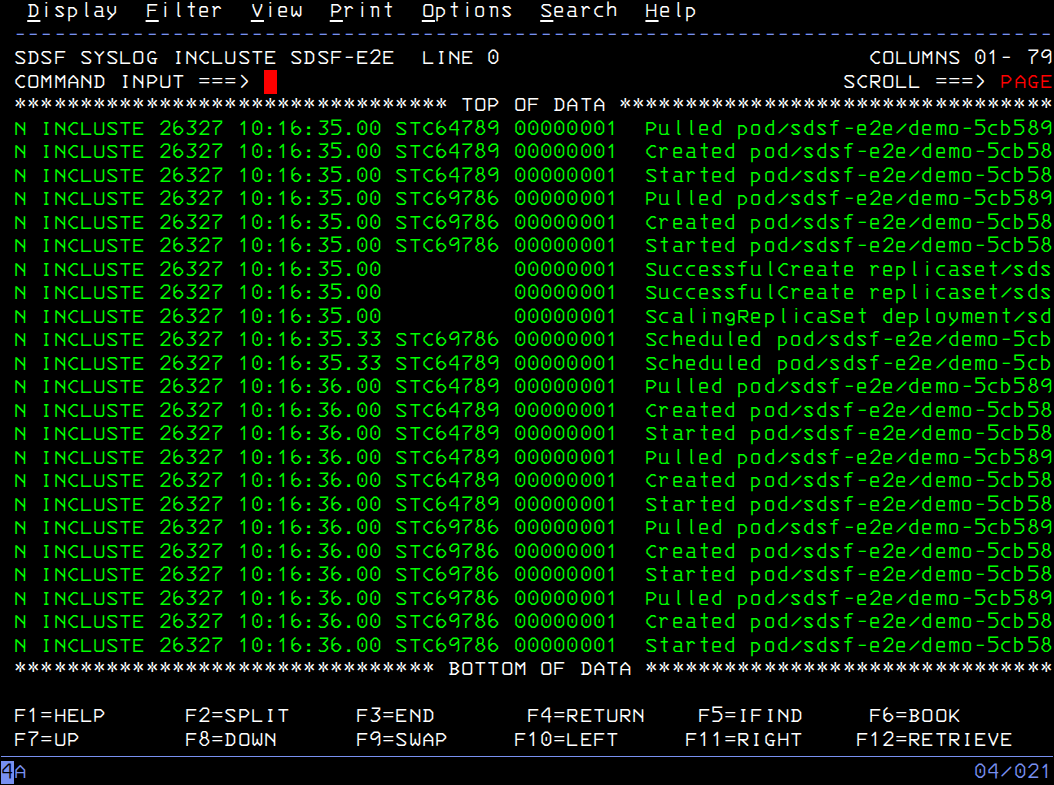 Display  Filter  View  Print  Options  Search  Help
-------------------------------------------------------------------------------
SDSF SYSLOG INCLUSTE SDSF-E2E  LINE 0                            COLUMNS 01- 79
COMMAND INPUT ===>                                             SCROLL ===> PAGE
********************************* TOP OF DATA *********************************
N INCLUSTE 26327 10:16:35.00 STC64789 00000001  Pulled pod/sdsf-e2e/demo-5cb589
N INCLUSTE 26327 10:16:35.00 STC64789 00000001  Created pod/sdsf-e2e/demo-5cb58
N INCLUSTE 26327 10:16:35.00 STC64789 00000001  Started pod/sdsf-e2e/demo-5cb58
N INCLUSTE 26327 10:16:35.00 STC69786 00000001  Pulled pod/sdsf-e2e/demo-5cb589
N INCLUSTE 26327 10:16:35.00 STC69786 00000001  Created pod/sdsf-e2e/demo-5cb58
N INCLUSTE 26327 10:16:35.00 STC69786 00000001  Started pod/sdsf-e2e/demo-5cb58
N INCLUSTE 26327 10:16:35.00          00000001  SuccessfulCreate replicaset/sds
N INCLUSTE 26327 10:16:35.00          00000001  SuccessfulCreate replicaset/sds
N INCLUSTE 26327 10:16:35.00          00000001  ScalingReplicaSet deployment/sd
N INCLUSTE 26327 10:16:35.33 STC69786 00000001  Scheduled pod/sdsf-e2e/demo-5cb
N INCLUSTE 26327 10:16:35.33 STC64789 00000001  Scheduled pod/sdsf-e2e/demo-5cb
N INCLUSTE 26327 10:16:36.00 STC64789 00000001  Pulled pod/sdsf-e2e/demo-5cb589
N INCLUSTE 26327 10:16:36.00 STC64789 00000001  Created pod/sdsf-e2e/demo-5cb58
N INCLUSTE 26327 10:16:36.00 STC64789 00000001  Started pod/sdsf-e2e/demo-5cb58
N INCLUSTE 26327 10:16:36.00 STC64789 00000001  Pulled pod/sdsf-e2e/demo-5cb589
N INCLUSTE 26327 10:16:36.00 STC64789 00000001  Created pod/sdsf-e2e/demo-5cb58
N INCLUSTE 26327 10:16:36.00 STC64789 00000001  Started pod/sdsf-e2e/demo-5cb58
N INCLUSTE 26327 10:16:36.00 STC69786 00000001  Pulled pod/sdsf-e2e/demo-5cb589
N INCLUSTE 26327 10:16:36.00 STC69786 00000001  Created pod/sdsf-e2e/demo-5cb58
N INCLUSTE 26327 10:16:36.00 STC69786 00000001  Started pod/sdsf-e2e/demo-5cb58
N INCLUSTE 26327 10:16:36.00 STC69786 00000001  Pulled pod/sdsf-e2e/demo-5cb589
N INCLUSTE 26327 10:16:36.00 STC69786 00000001  Created pod/sdsf-e2e/demo-5cb58
N INCLUSTE 26327 10:16:36.00 STC69786 00000001  Started pod/sdsf-e2e/demo-5cb58
******************************** BOTTOM OF DATA *******************************
F1=HELP      F2=SPLIT     F3=END       F4=RETURN    F5=IFIND     F6=BOOK
F7=UP        F8=DOWN      F9=SWAP     F10=LEFT     F11=RIGHT    F12=RETRIEVE
4A                                                                       04/021